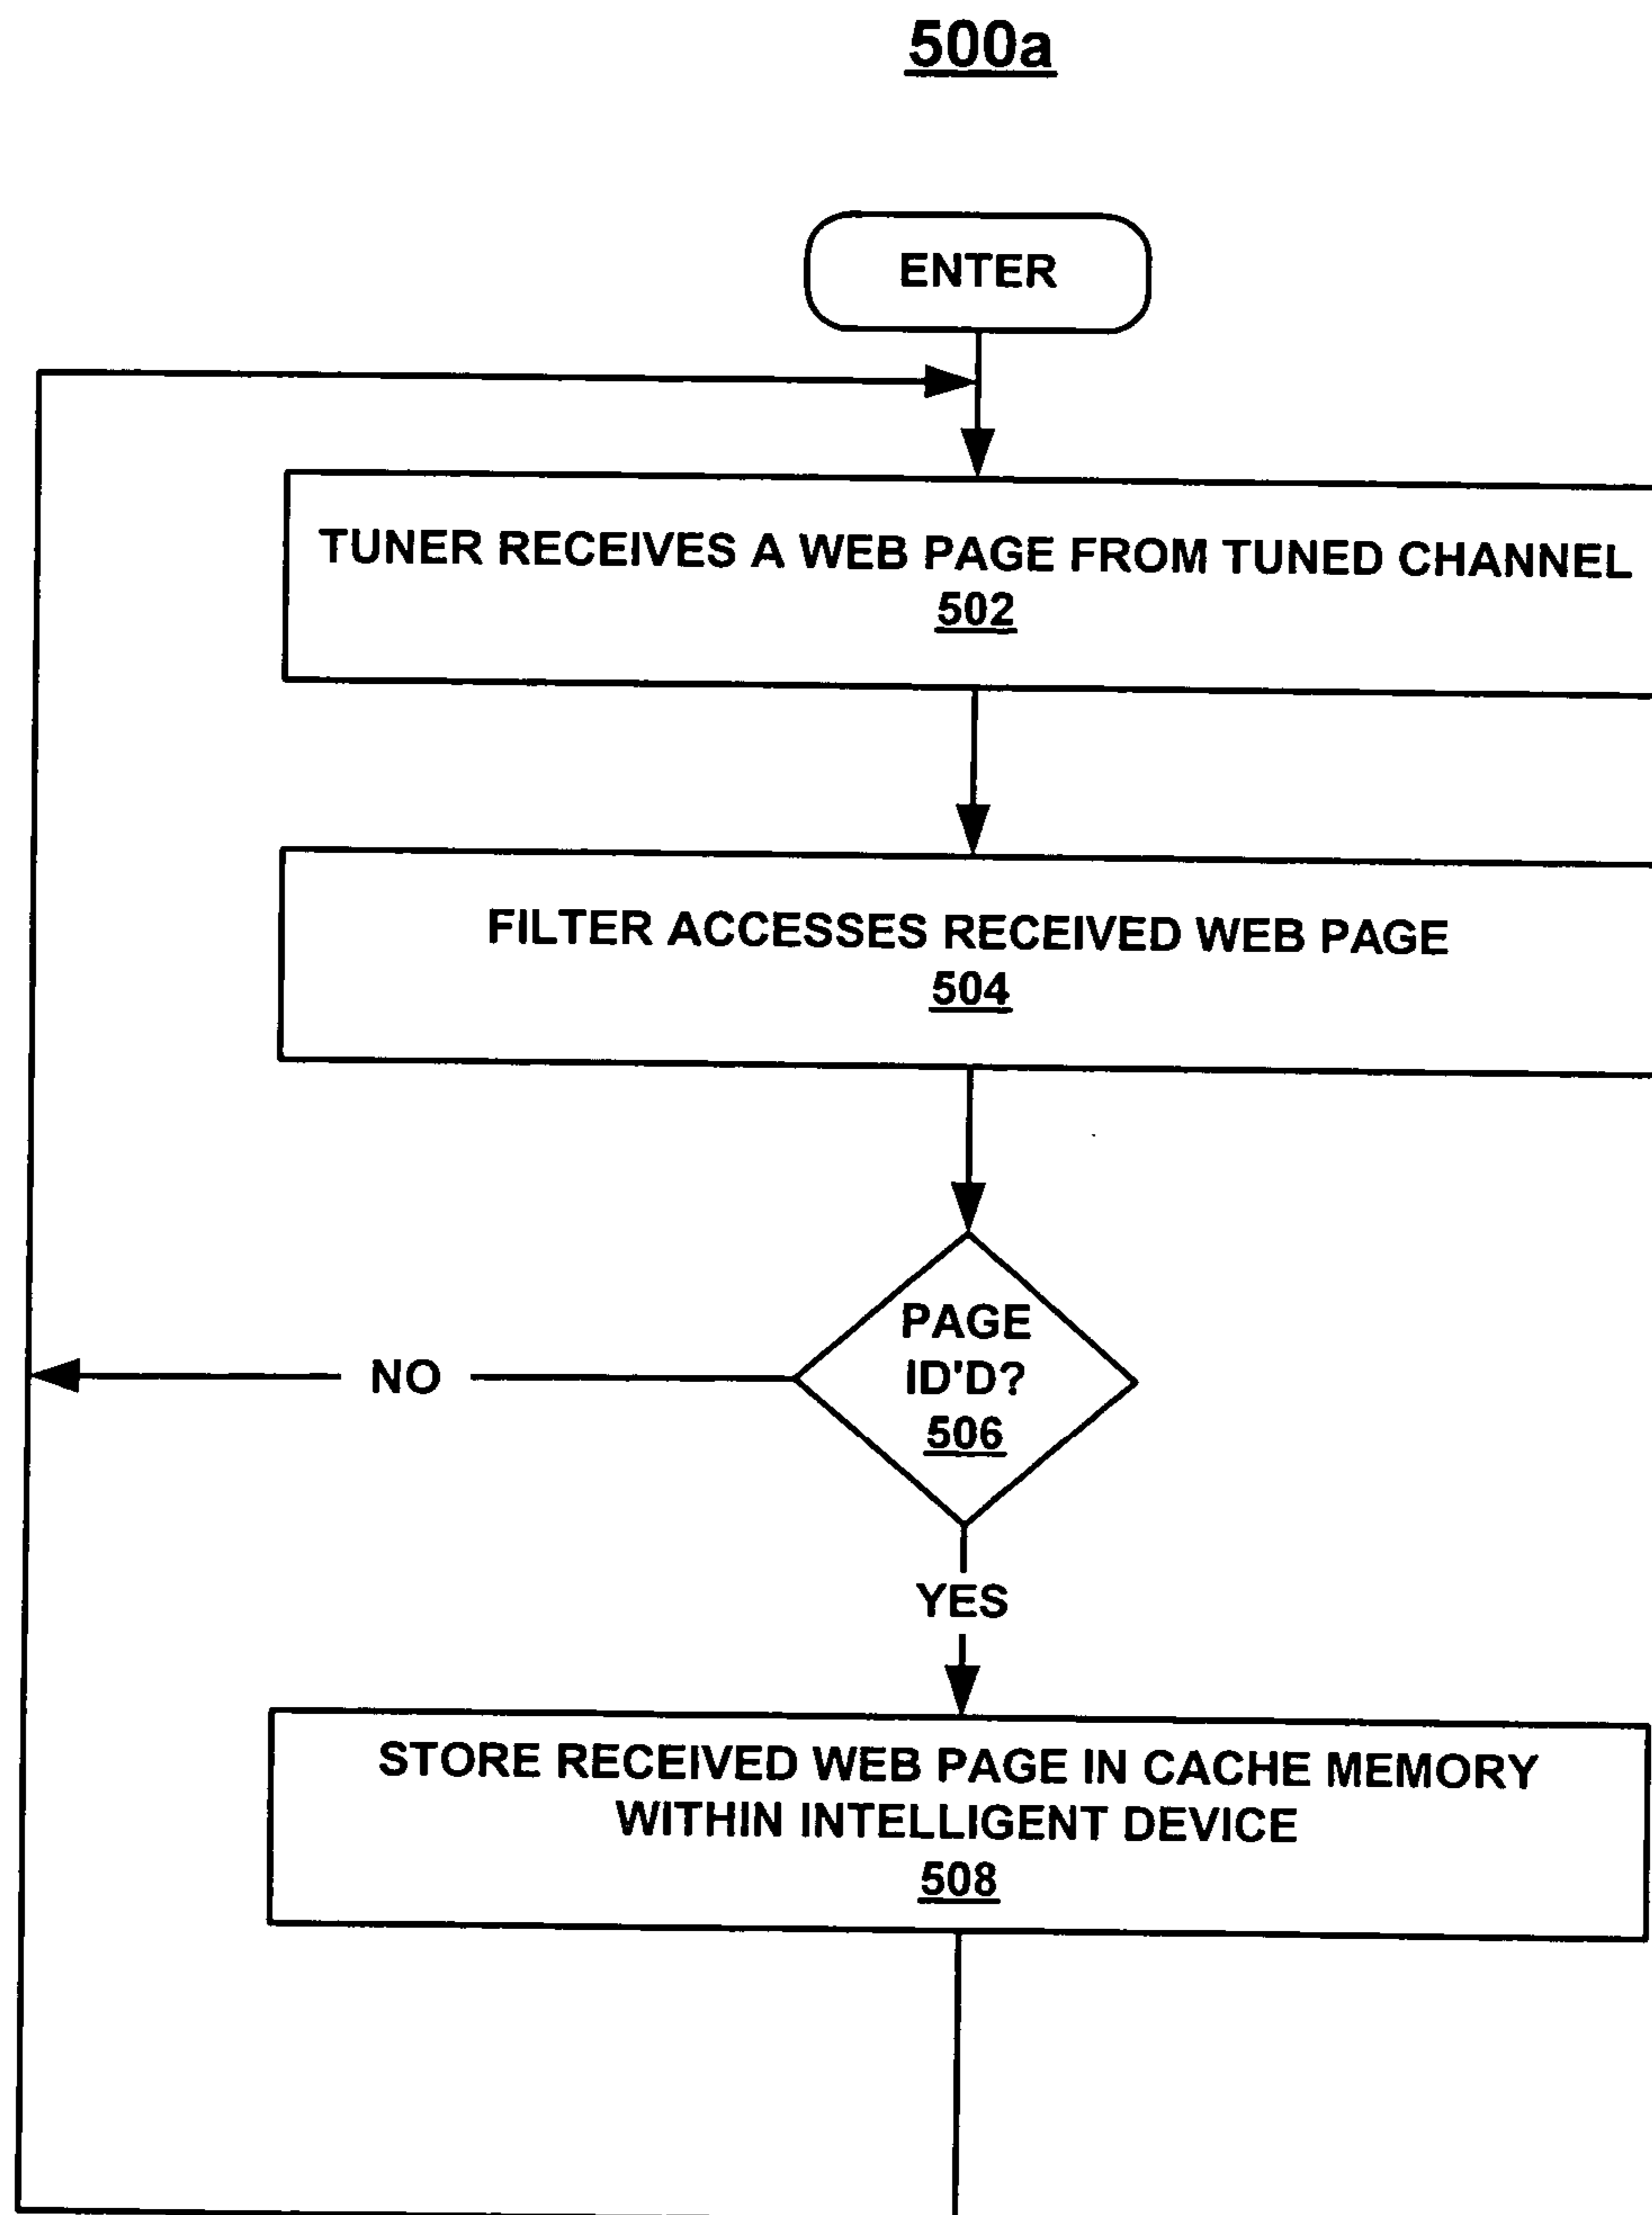 500a
ENTER
TUNER RECEIVES A WEB PAGE FROM TUNED CHANNEL
502
FILTER ACCESSES RECEIVED WEB PAGE
504
PAGE
ID'D?
506
NO
YES
STORE RECEIVED WEB PAGE IN CACHE MEMORY
WITHIN INTELLIGENT DEVICE
508